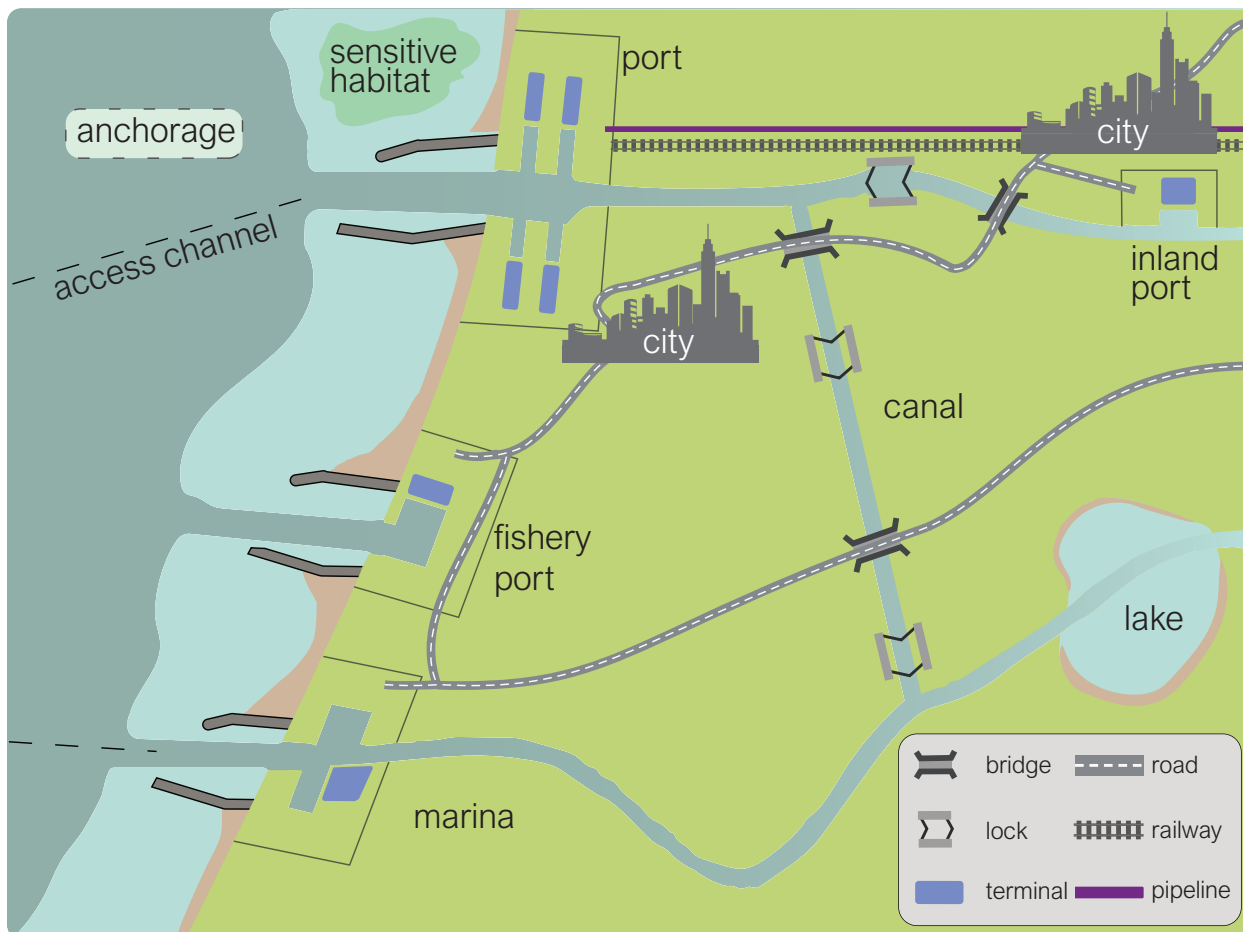 sensitive
habitat
port
anchorage
city
access channel
inland
port
city
canal
fishery
port
lake
marina
bridge
road
lock
railway
terminal
pipeline